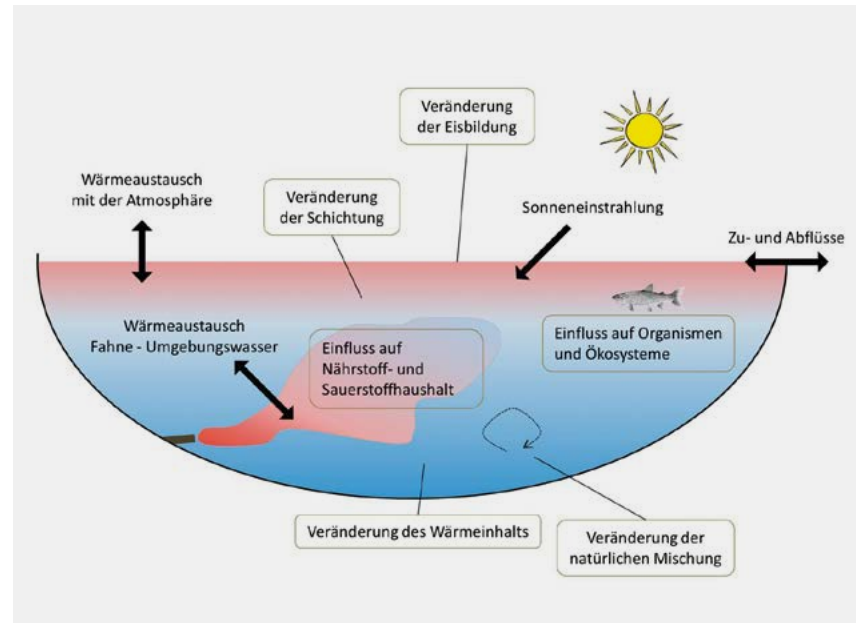 Veränderung
der Eisbildung
Wärmeaustausch
mit der Atmosphäre
Veränderung
der Schichtung
Sonneneinstrahlung
Zu- und Abflüsse
Wärmeaustausch
Fahne - Umgebungswasser
Einfluss auf
Nährstoff- und
Sauerstoffhaushalt
Einfluss auf Organismen
und Ökosysteme
Veränderung des Wärmeinhalts
Veränderung der
natürlichen Mischung